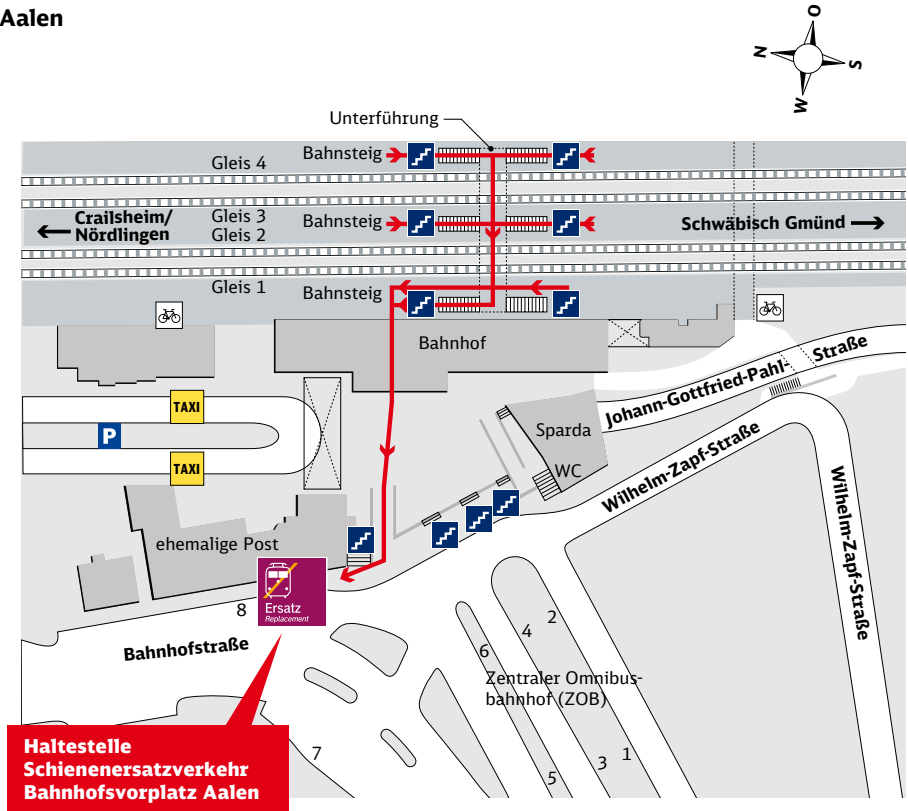 Aalen
O
N
S
W
Unterführung
Bahnsteig
Gleis 4
Crailsheim/
Nördlingen
Gleis 3
Gleis 2
Bahnsteig
Schwäbisch Gmünd
Gleis 1
Bahnsteig
Bahnhof
Johann-Gottfried-Pahl-
Straße
TAXI
P
TAXI
Sparda
WC
Wilhelm-Zapf-Straße
Wilhelm-Zapf-Straße
ehemalige Post
Ersatz
Replacement
8
Bahnhofstraße
2
4
6
Zentraler Omnibus-
bahnhof (ZOB)
7
1
3
5
Haltestelle
Schienenersatzverkehr
Bahnhofsvorplatz Aalen